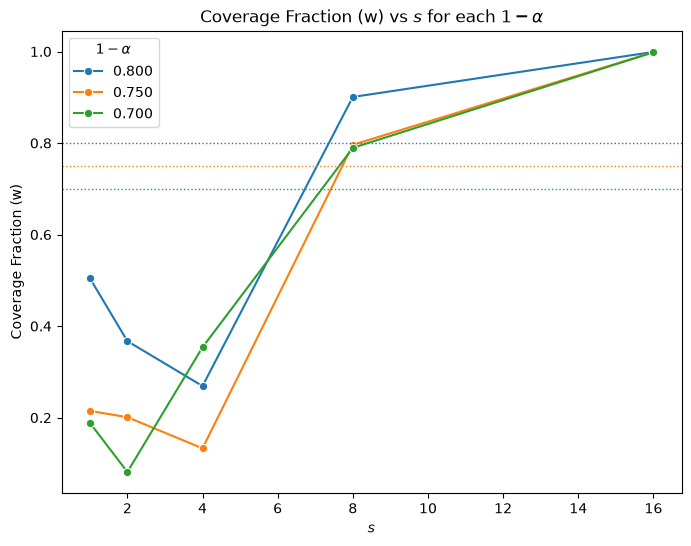 Coverage Fraction (w) vs s for each 1 − α
1 − α
0.800
0.750
0.700
Coverage Fraction (w)
1.0
0.8
0.6
0.4
0.2
2 4 6 8 10 12 14 16
s